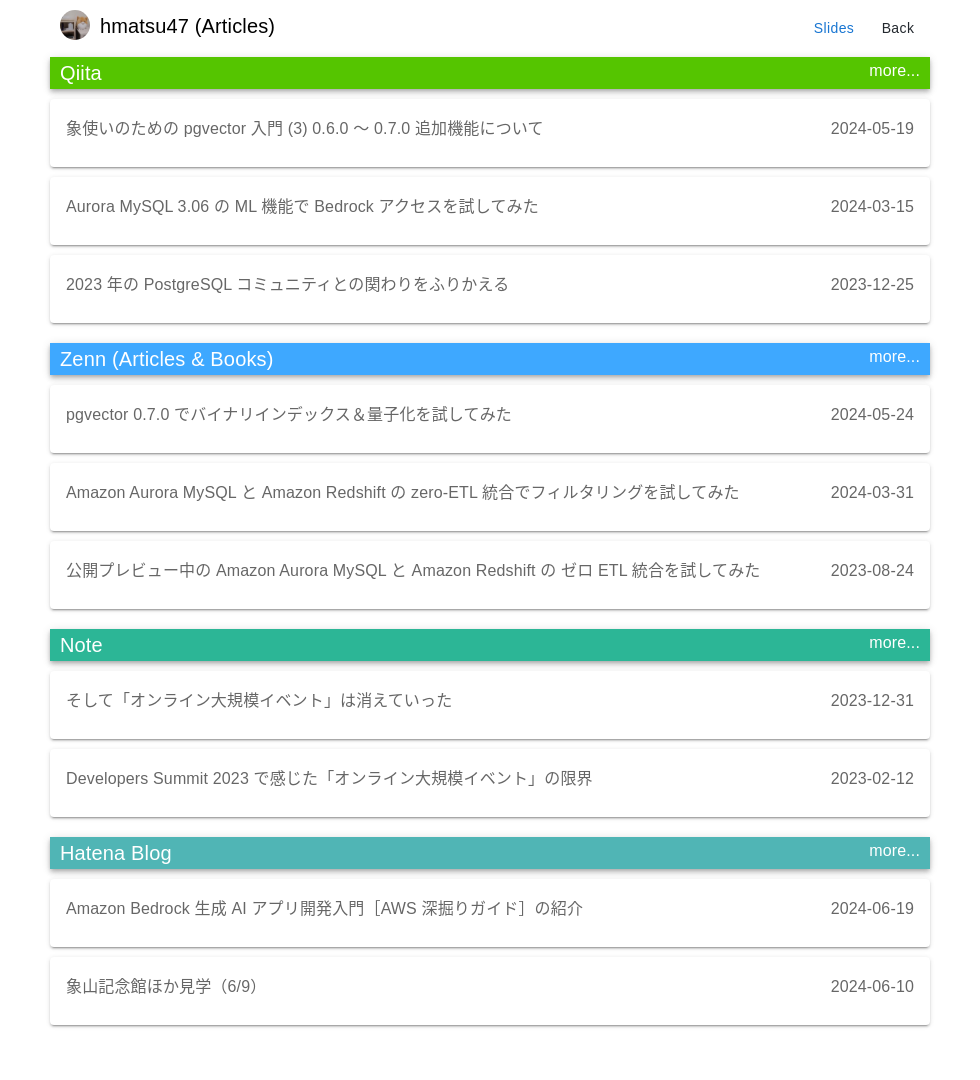 hmatsu47 (Articles)
Slides
Back
Qiita
more...
象使いのための pgvector 入門 (3) 0.6.0 〜 0.7.0 追加機能について
2024-05-19
Aurora MySQL 3.06 の ML 機能で Bedrock アクセスを試してみた
2024-03-15
2023 年の PostgreSQL コミュニティとの関わりをふりかえる
2023-12-25
Zenn (Articles & Books)
more...
pgvector 0.7.0 でバイナリインデックス＆量子化を試してみた
2024-05-24
Amazon Aurora MySQL と Amazon Redshift の zero-ETL 統合でフィルタリングを試してみた
2024-03-31
公開プレビュー中の Amazon Aurora MySQL と Amazon Redshift の ゼロ ETL 統合を試してみた
2023-08-24
Note
more...
そして「オンライン大規模イベント」は消えていった
2023-12-31
Developers Summit 2023 で感じた「オンライン大規模イベント」の限界
2023-02-12
Hatena Blog
more...
Amazon Bedrock 生成 AI アプリ開発入門［AWS 深掘りガイド］の紹介
2024-06-19
象山記念館ほか見学（6/9）
2024-06-10